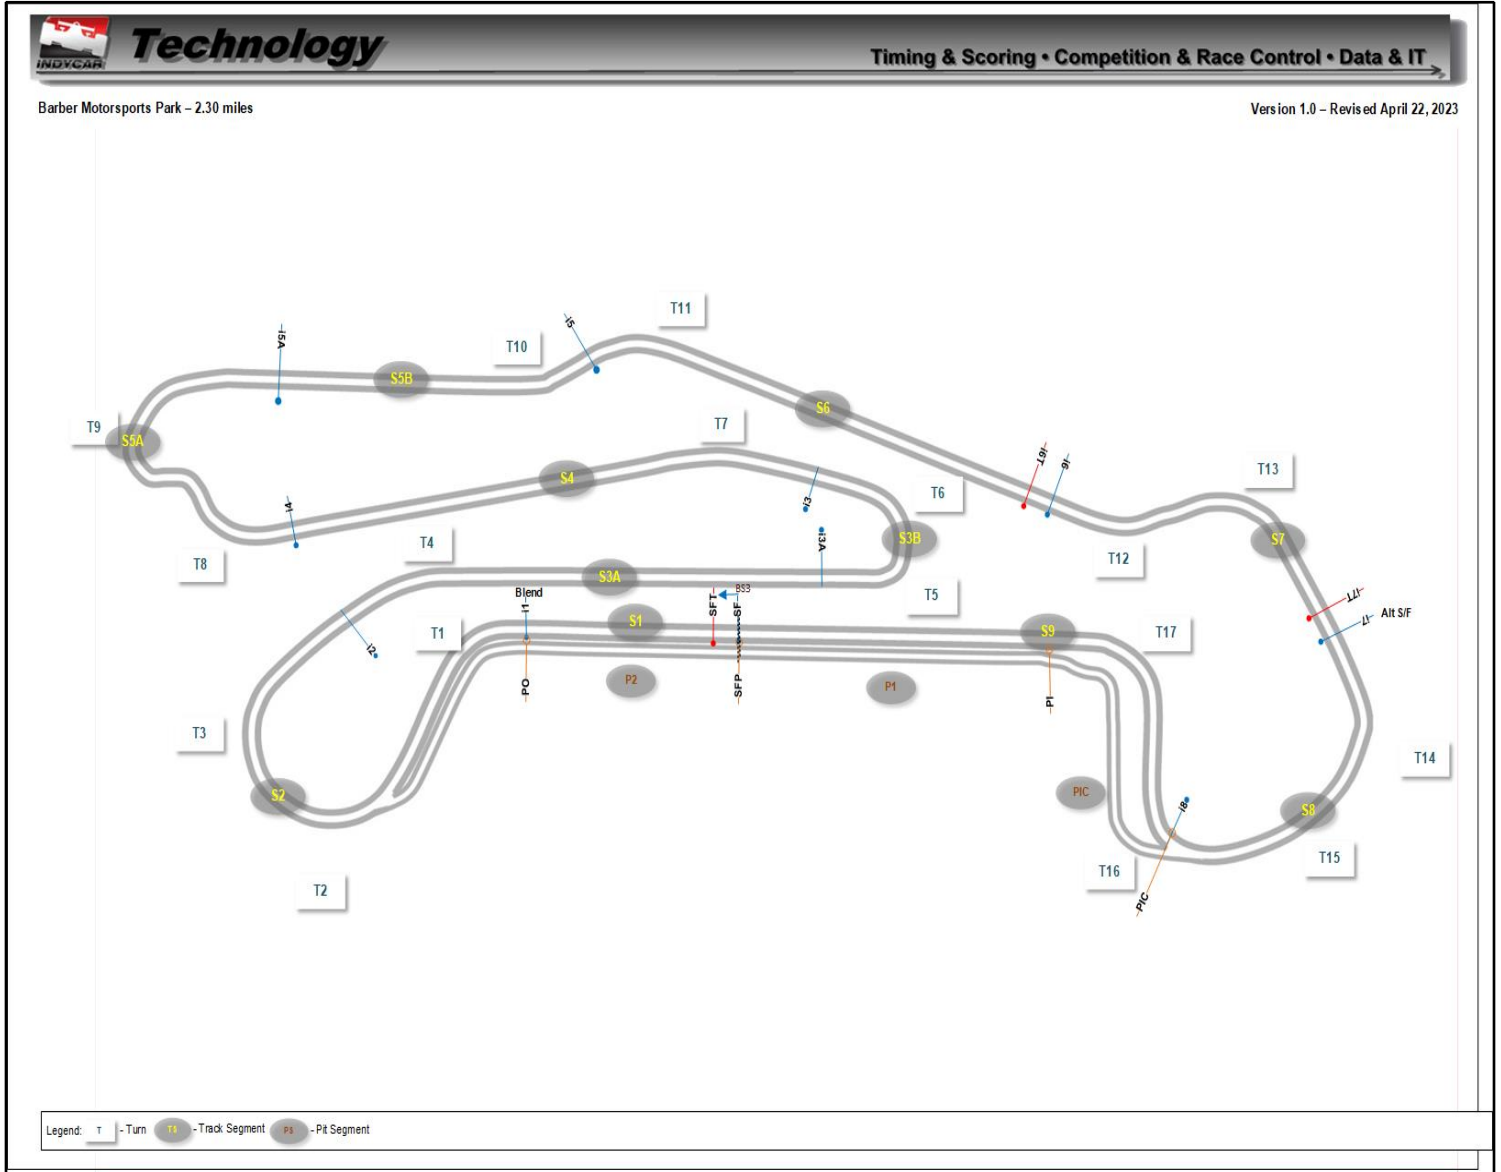 INDYCAR
Technology
Timing & Scoring • Competition & Race Control • Data & IT
Barber Motorsports Park – 2.30 miles
Version 1.0 – Revised April 22, 2023
T11
i5
i5A
T10
S5B
S6
T9
S5A
T7
i6T
i6
T13
S4
T6
i3
i4
S3B
S7
i3A
T4
T12
T8
S3A
Blend
BS3
T5
i7T
i1
SFT
SF
i7
Alt S/F
T1
S1
S9
T17
i2
P2
PO
SFP
P1
PI
T3
T14
S2
PIC
i8
S8
T16
T15
T2
PIC
Legend: T - Turn TS - Track Segment PS - Pit Segment